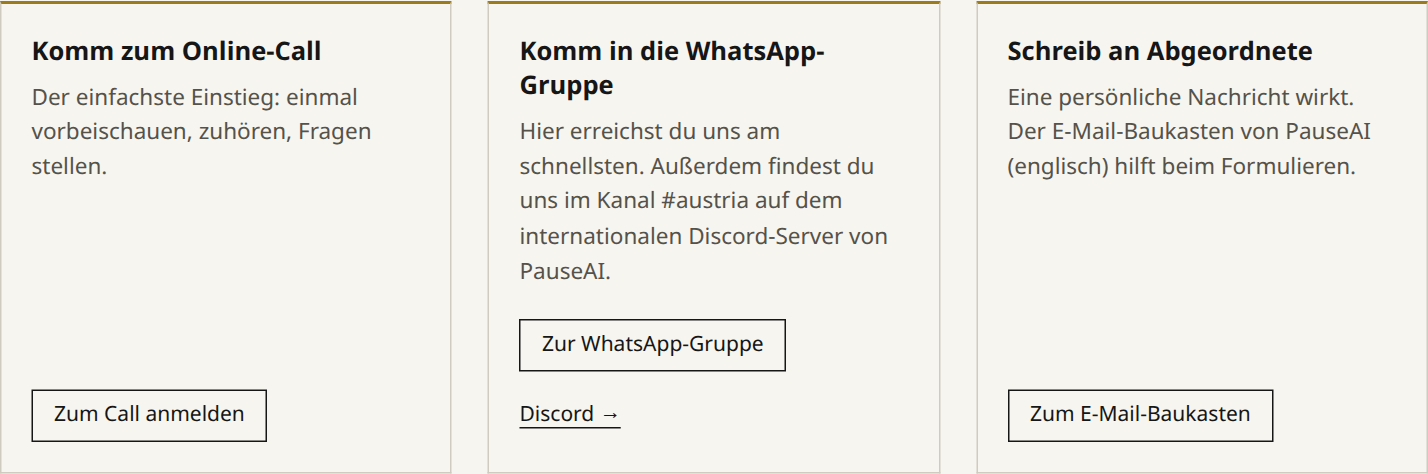 Komm zum Online-Call
Der einfachste Einstieg: einmal
vorbeischauen, zuhören, Fragen
stellen.
Zum Call anmelden
Komm in die WhatsApp-
Gruppe
Hier erreichst du uns am
schnellsten. Außerdem findest du
uns im Kanal #austria auf dem
internationalen Discord-Server von
PauseAI.
Zur WhatsApp-Gruppe
Discord →
Schreib an Abgeordnete
Eine persönliche Nachricht wirkt.
Der E-Mail-Baukasten von PauseAI
(englisch) hilft beim Formulieren.
Zum E-Mail-Baukasten